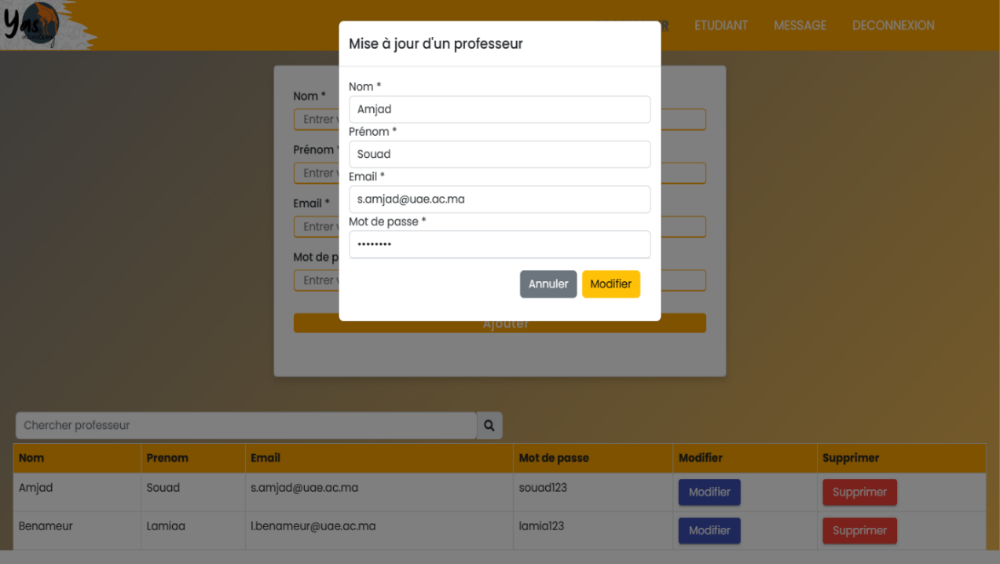 Yas
academy
ETUDIANT MESSAGE DECONNEXION
Mise à jour d'un professeur
Nom *
Amjad
Prénom *
Souad
Email *
s.amjad@uae.ac.ma
Mot de passe *
••••••••
Annuler Modifier
Nom *
Entrer
Prénom
Entrer
Email *
Entrer
Mot de p
Entrer
Ajouter
Chercher professeur
Nom Prenom Email Mot de passe Modifier Supprimer
Amjad Souad s.amjad@uae.ac.ma souad123 Modifier Supprimer
Benameur Lamiaa l.benameur@uae.ac.ma lamia123 Modifier Supprimer